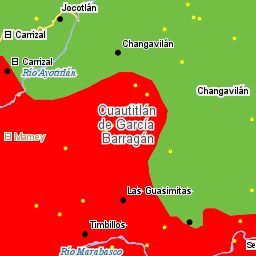 Jocotlán
El Carrizal
Changavilán
El Carrizal
Río Ayotitlán
Changavilán
Cuautitlán
de García
Barragán
El Mamey
Las Guasimitas
Timbillos
Río Marabasco
Se